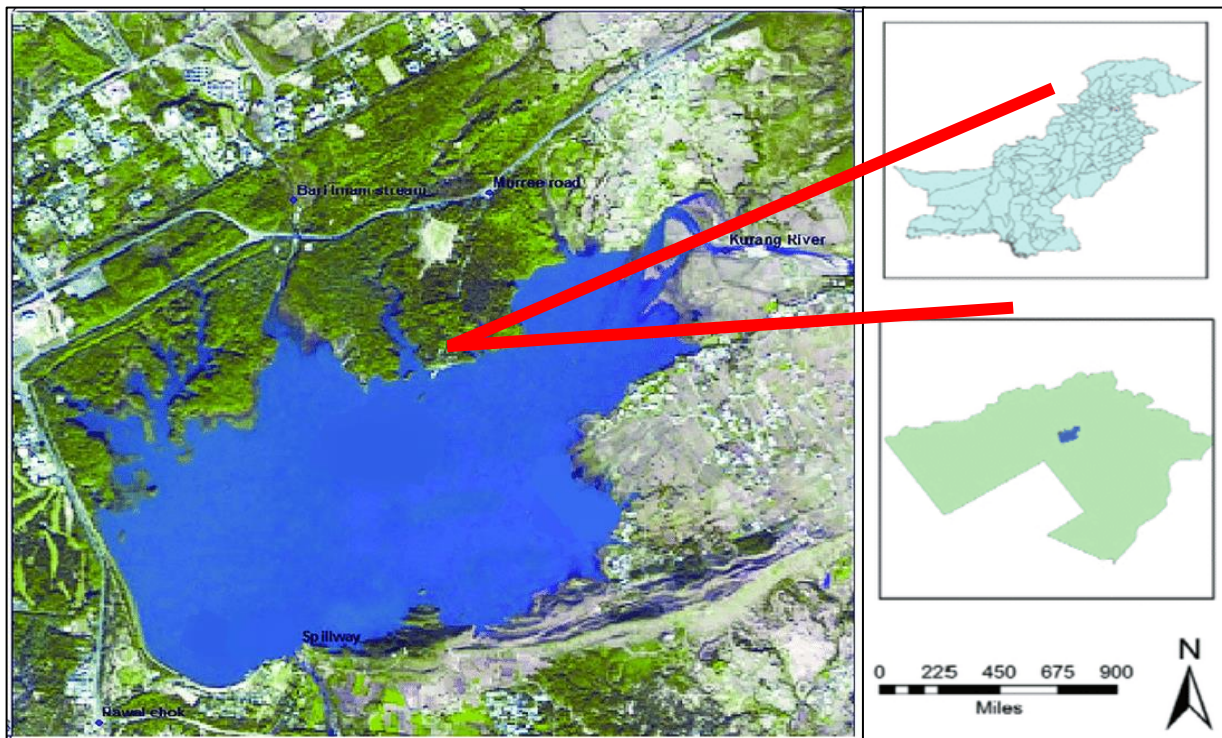 Bari Imam stream
Murree road
Kurang River
Spillway
Rawal chok
N
0 225 450 675 900
Miles